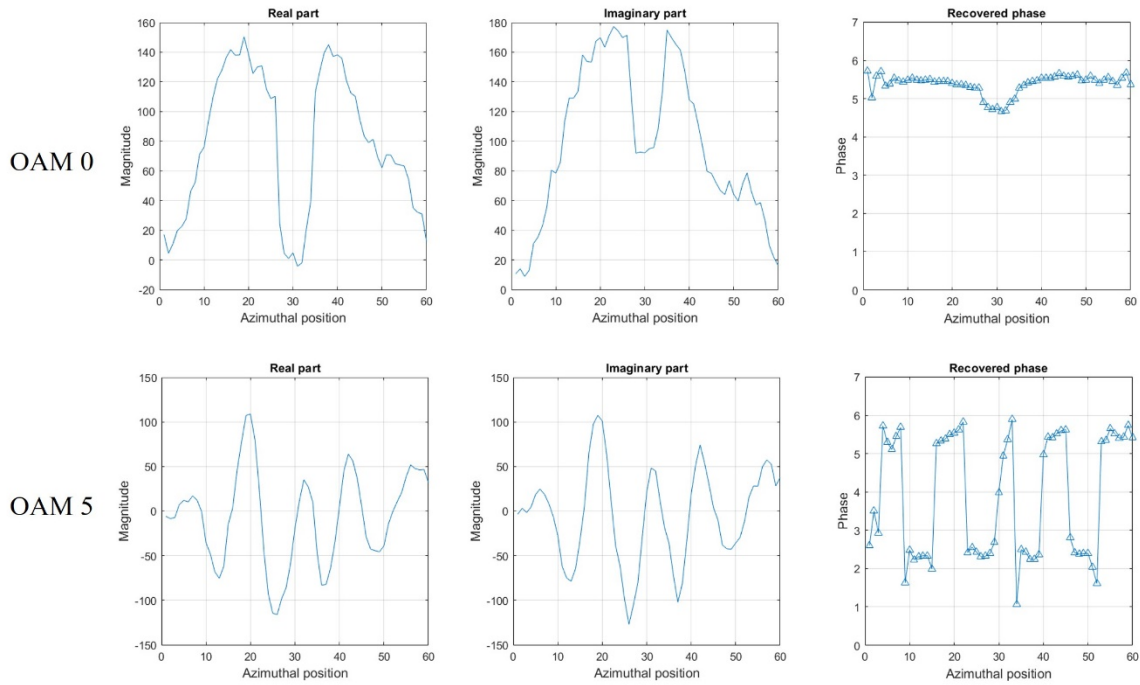 OAM 0
Real part
Magnitude
160
140
120
100
80
60
40
20
0
-20
0 10 20 30 40 50 60
Azimuthal position
Imaginary part
Magnitude
180
160
140
120
100
80
60
40
20
0
0 10 20 30 40 50 60
Azimuthal position
Recovered phase
Phase
7
6
5
4
3
2
1
0
0 10 20 30 40 50 60
Azimuthal position
OAM 5
Real part
Magnitude
150
100
50
0
-50
-100
-150
0 10 20 30 40 50 60
Azimuthal position
Imaginary part
Magnitude
150
100
50
0
-50
-100
-150
0 10 20 30 40 50 60
Azimuthal position
Recovered phase
Phase
7
6
5
4
3
2
1
0
0 10 20 30 40 50 60
Azimuthal position